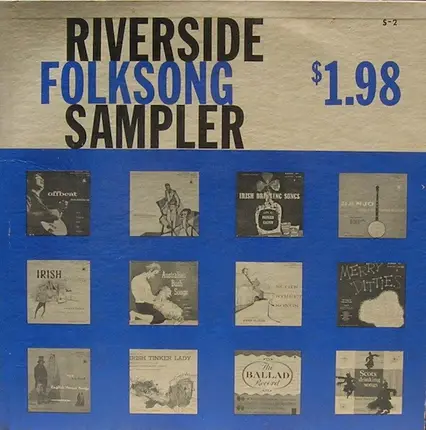 S-2
RIVERSIDE
FOLKSONG
SAMPLER
$1.98
offbeat
IRISH DRINKING SONGS
IRISH
Australian
Bush
Songs
MERRY
DITTIES
IRISH TINKER LADY
The
BALLAD
Record
Scots
drinking
songs